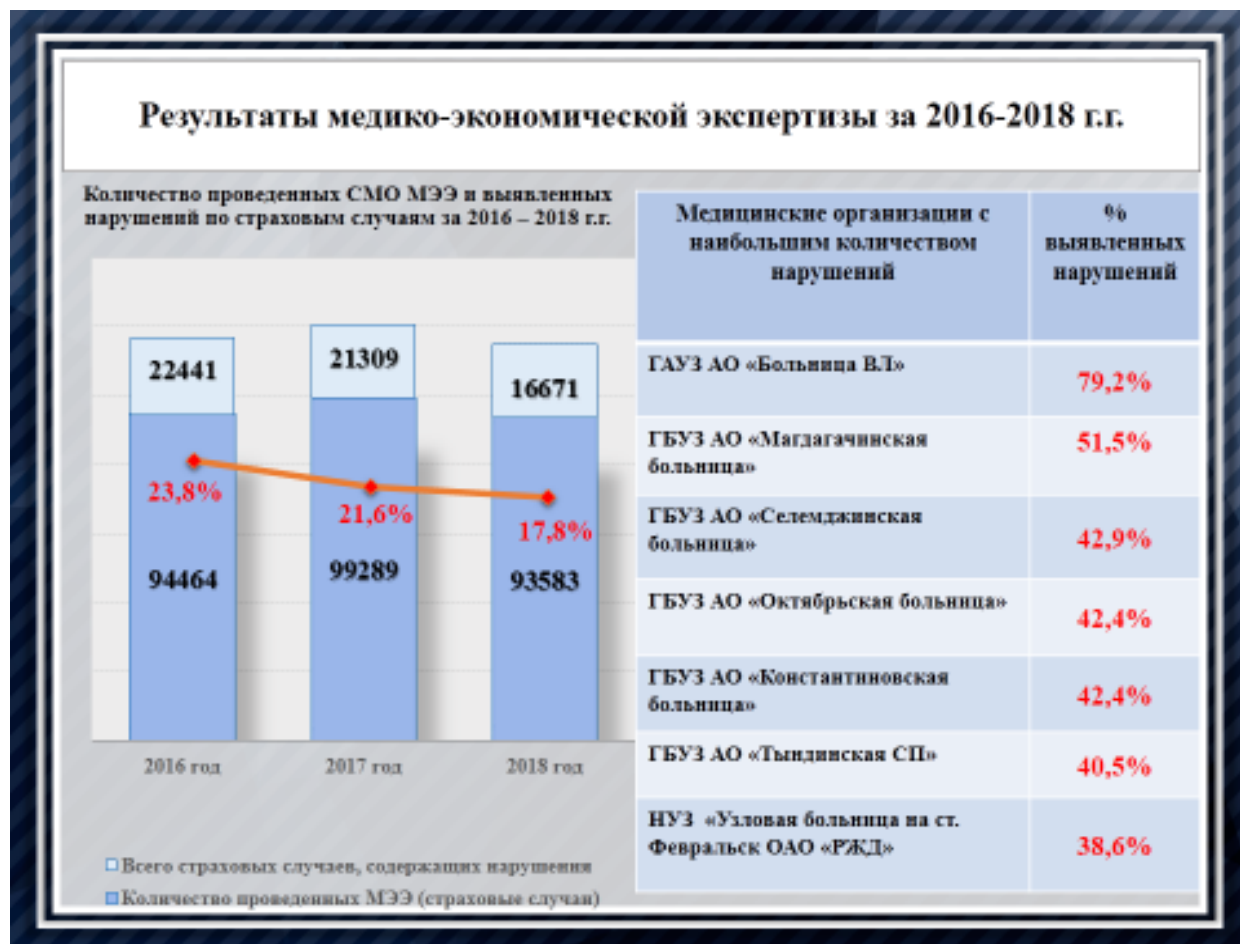 Результаты медико-экономической экспертизы за 2016-2018 г.г.
Количество проведенных СМО МЭЭ и выявленных
нарушений по страховым случаям за 2016 – 2018 г.г.
22441
21309
16671
23,8%
21,6%
17,8%
94464
99289
93583
2016 год
2017 год
2018 год
Всего страховых случаев, содержащих нарушения
Количество проведенных МЭЭ (страховые случаи)
Медицинские организации с
наибольшим количеством
нарушений
%
выявленных
нарушений
ГАУЗ АО «Больница ВЛ»
79,2%
ГБУЗ АО «Магдагачинская
больница»
51,5%
ГБУЗ АО «Селемджинская
больница»
42,9%
ГБУЗ АО «Октябрьская больница»
42,4%
ГБУЗ АО «Константиновская
больница»
42,4%
ГБУЗ АО «Тындинская СП»
40,5%
НУЗ «Узловая больница на ст.
Февральск ОАО «РЖД»
38,6%